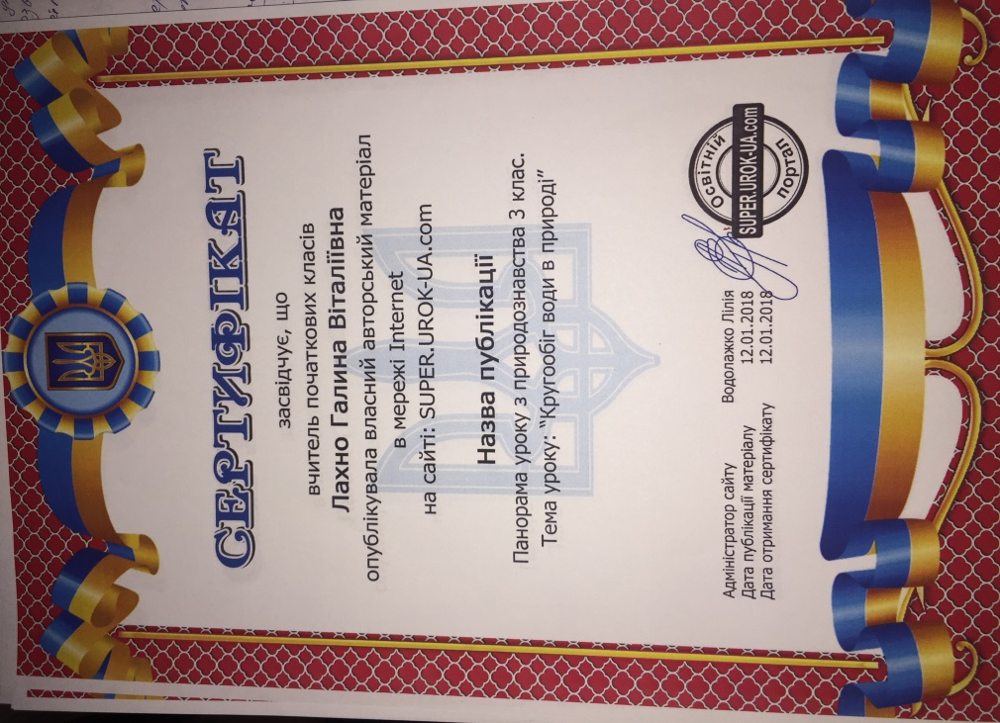 СЕРТИФІКАТ
засвідчує, що
вчитель початкових класів
Лахно Галина Віталіївна
опублікувала власний авторський матеріал
в мережі Internet
на сайті: SUPER.UROK-UA.com
Назва публікації
Панорама уроку з природознавства 3 клас.
Тема уроку: "Кругообіг води в природі”
Адміністратор сайту Водолажко Лілія
Дата публікації матеріалу 12.01.2018
Дата отримання сертифікату 12.01.2018
Освітній
SUPER.UROK-UA.com
портал